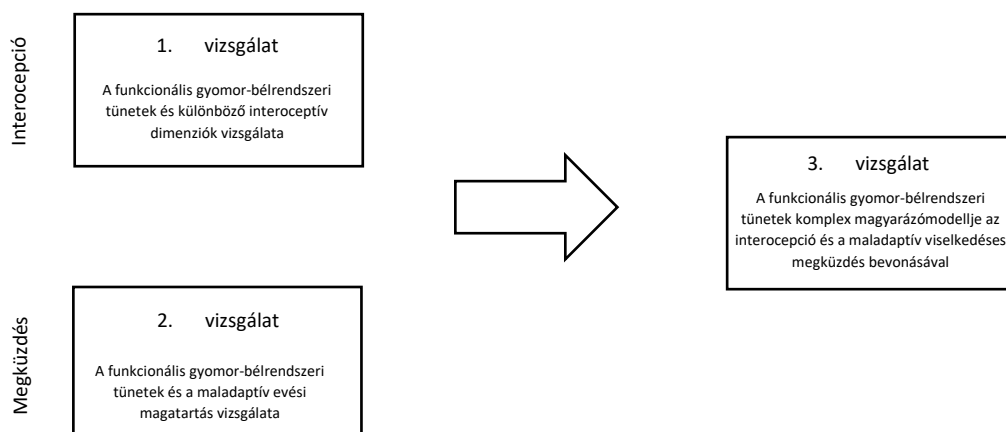 Interocepció
1. vizsgálat
A funkcionális gyomor-bélrendszeri
tünetek és különböző interoceptív
dimenziók vizsgálata
Megküzdés
2. vizsgálat
A funkcionális gyomor-bélrendszeri
tünetek és a maladaptív evési
magatartás vizsgálata
3. vizsgálat
A funkcionális gyomor-bélrendszeri
tünetek komplex magyarázómodellje az
interocepció és a maladaptív viselkedéses
megküzdés bevonásával